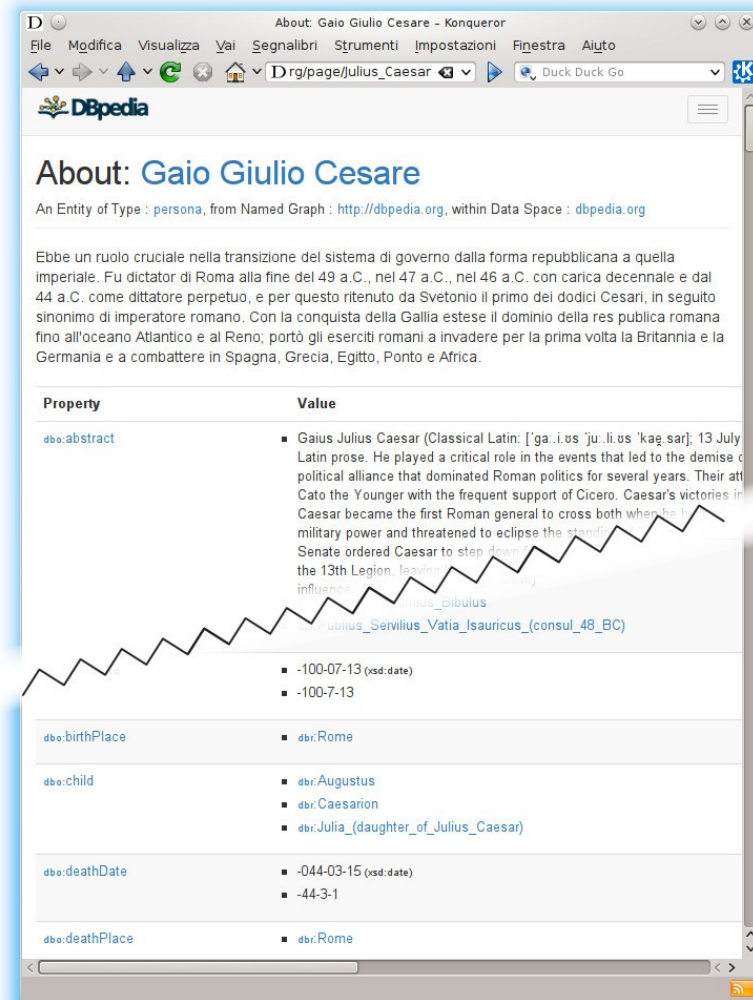 About: Gaio Giulio Cesare – Konqueror
File Modifica Visualizza Vai Segnalibri Strumenti Impostazioni Finestra Aiuto
D rg/page/Julius_Caesar Duck Duck Go
DBpedia
About: Gaio Giulio Cesare
An Entity of Type : persona, from Named Graph : http://dbpedia.org, within Data Space : dbpedia.org
Ebbe un ruolo cruciale nella transizione del sistema di governo dalla forma repubblicana a quella
imperiale. Fu dictator di Roma alla fine del 49 a.C., nel 47 a.C., nel 46 a.C. con carica decennale e dal
44 a.C. come dittatore perpetuo, e per questo ritenuto da Svetonio il primo dei dodici Cesari, in seguito
sinonimo di imperatore romano. Con la conquista della Gallia estese il dominio della res publica romana
fino all'oceano Atlantico e al Reno; portò gli eserciti romani a invadere per la prima volta la Britannia e la
Germania e a combattere in Spagna, Grecia, Egitto, Ponto e Africa.
Property Value
dbo:abstract Gaius Julius Caesar (Classical Latin: [ˈgaː.i.ʊs ˈjuː.li.ʊs ˈkae̯.sar]; 13 July
Latin prose. He played a critical role in the events that led to the demise
political alliance that dominated Roman politics for several years. Their
Cato the Younger with the frequent support of Cicero. Caesar's victories
Caesar became the first Roman general to cross both when he
military power and threatened to eclipse the
Senate ordered Caesar to step down
the 13th Legion, leaving
influence
_Bibulus
Publius_Servilius_Vatia_Isauricus_(consul_48_BC)
-100-07-13 (xsd:date)
-100-7-13
dbo:birthPlace dbr:Rome
dbo:child dbr:Augustus
dbr:Caesarion
dbr:Julia_(daughter_of_Julius_Caesar)
dbo:deathDate -044-03-15 (xsd:date)
-44-3-1
dbo:deathPlace dbr:Rome